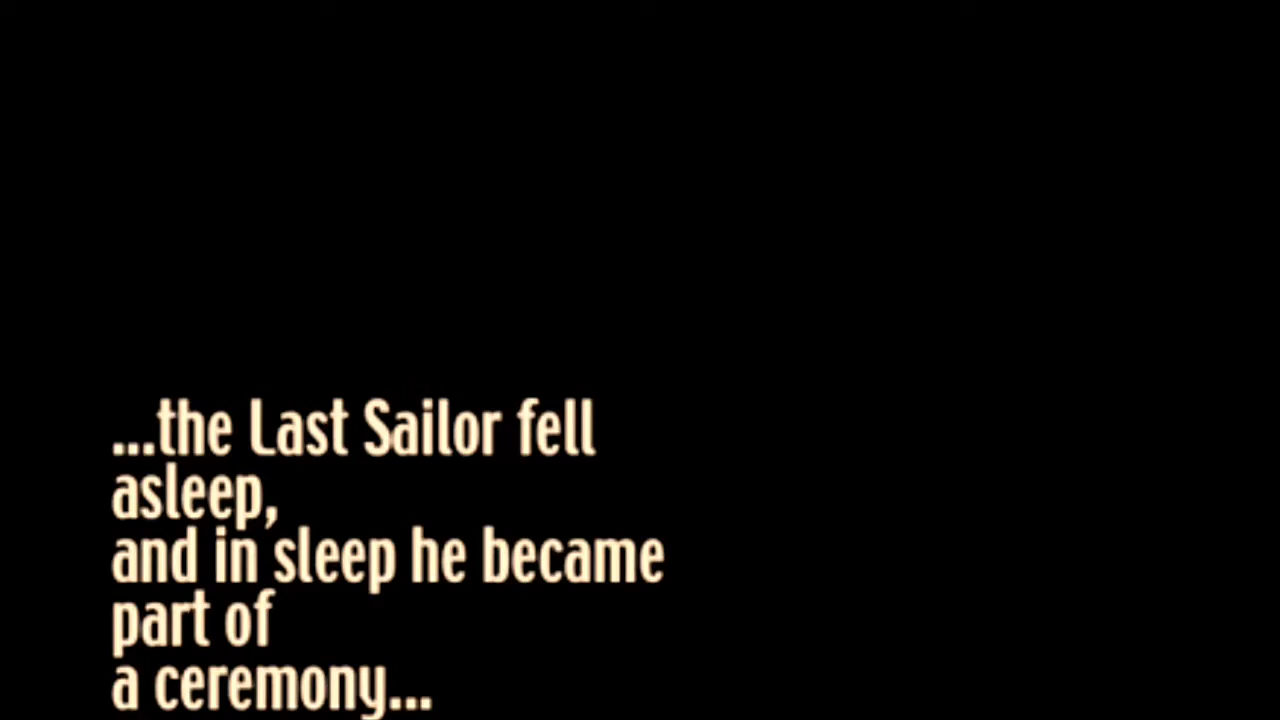 ...the Last Sailor fell
asleep,
and in sleep he became
part of
a ceremony...